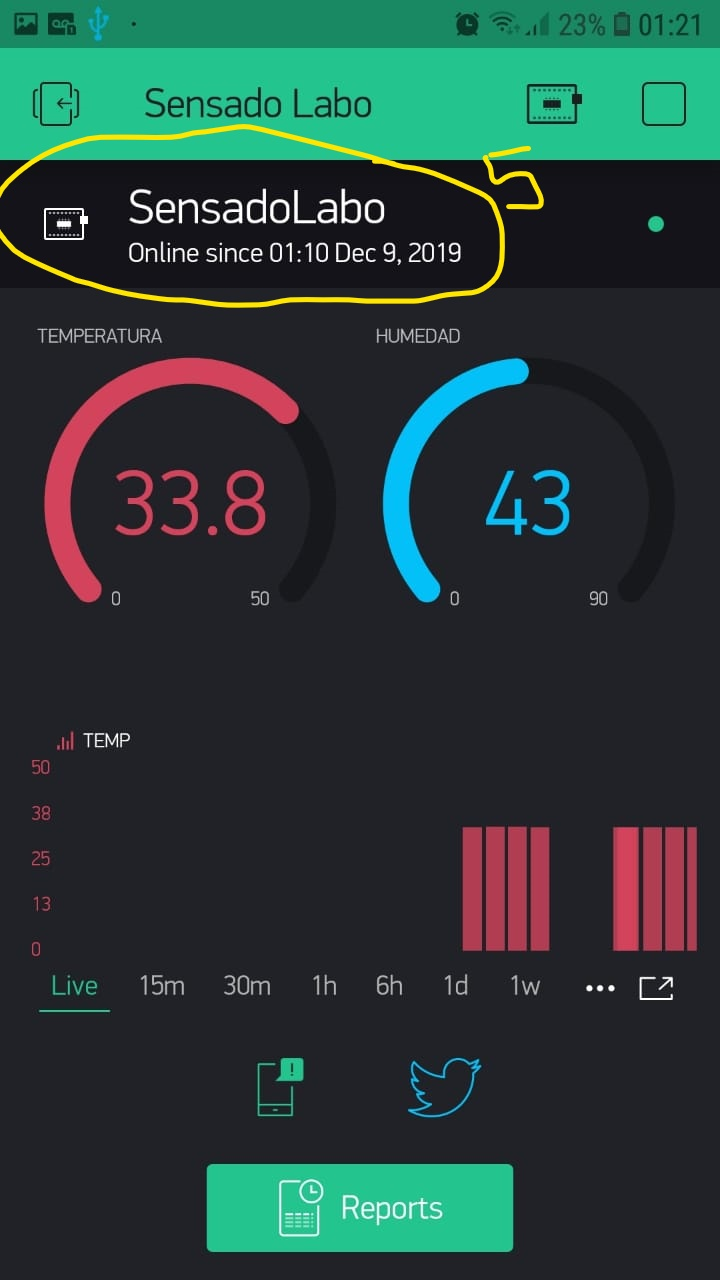 23% 01:21
Sensado Labo
SensadoLabo
Online since 01:10 Dec 9, 2019
TEMPERATURA HUMEDAD
33.8 43
0 50 0 90
TEMP
50
38
25
13
0
Live 15m 30m 1h 6h 1d 1w
Reports